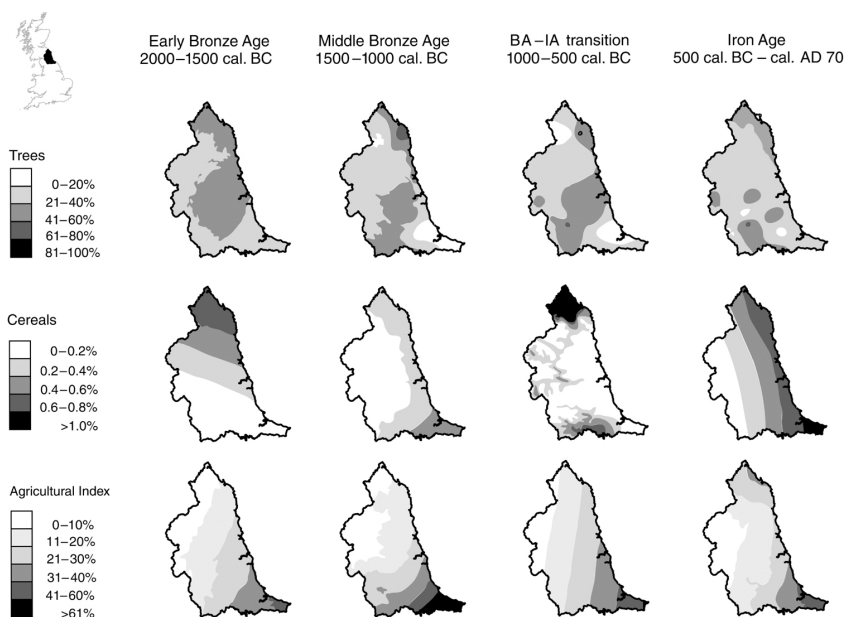 Early Bronze Age
2000–1500 cal. BC
Middle Bronze Age
1500–1000 cal. BC
BA–IA transition
1000–500 cal. BC
Iron Age
500 cal. BC – cal. AD 70
Trees
0–20%
21–40%
41–60%
61–80%
81–100%
Cereals
0–0.2%
0.2–0.4%
0.4–0.6%
0.6–0.8%
>1.0%
Agricultural Index
0–10%
11–20%
21–30%
31–40%
41–60%
>61%